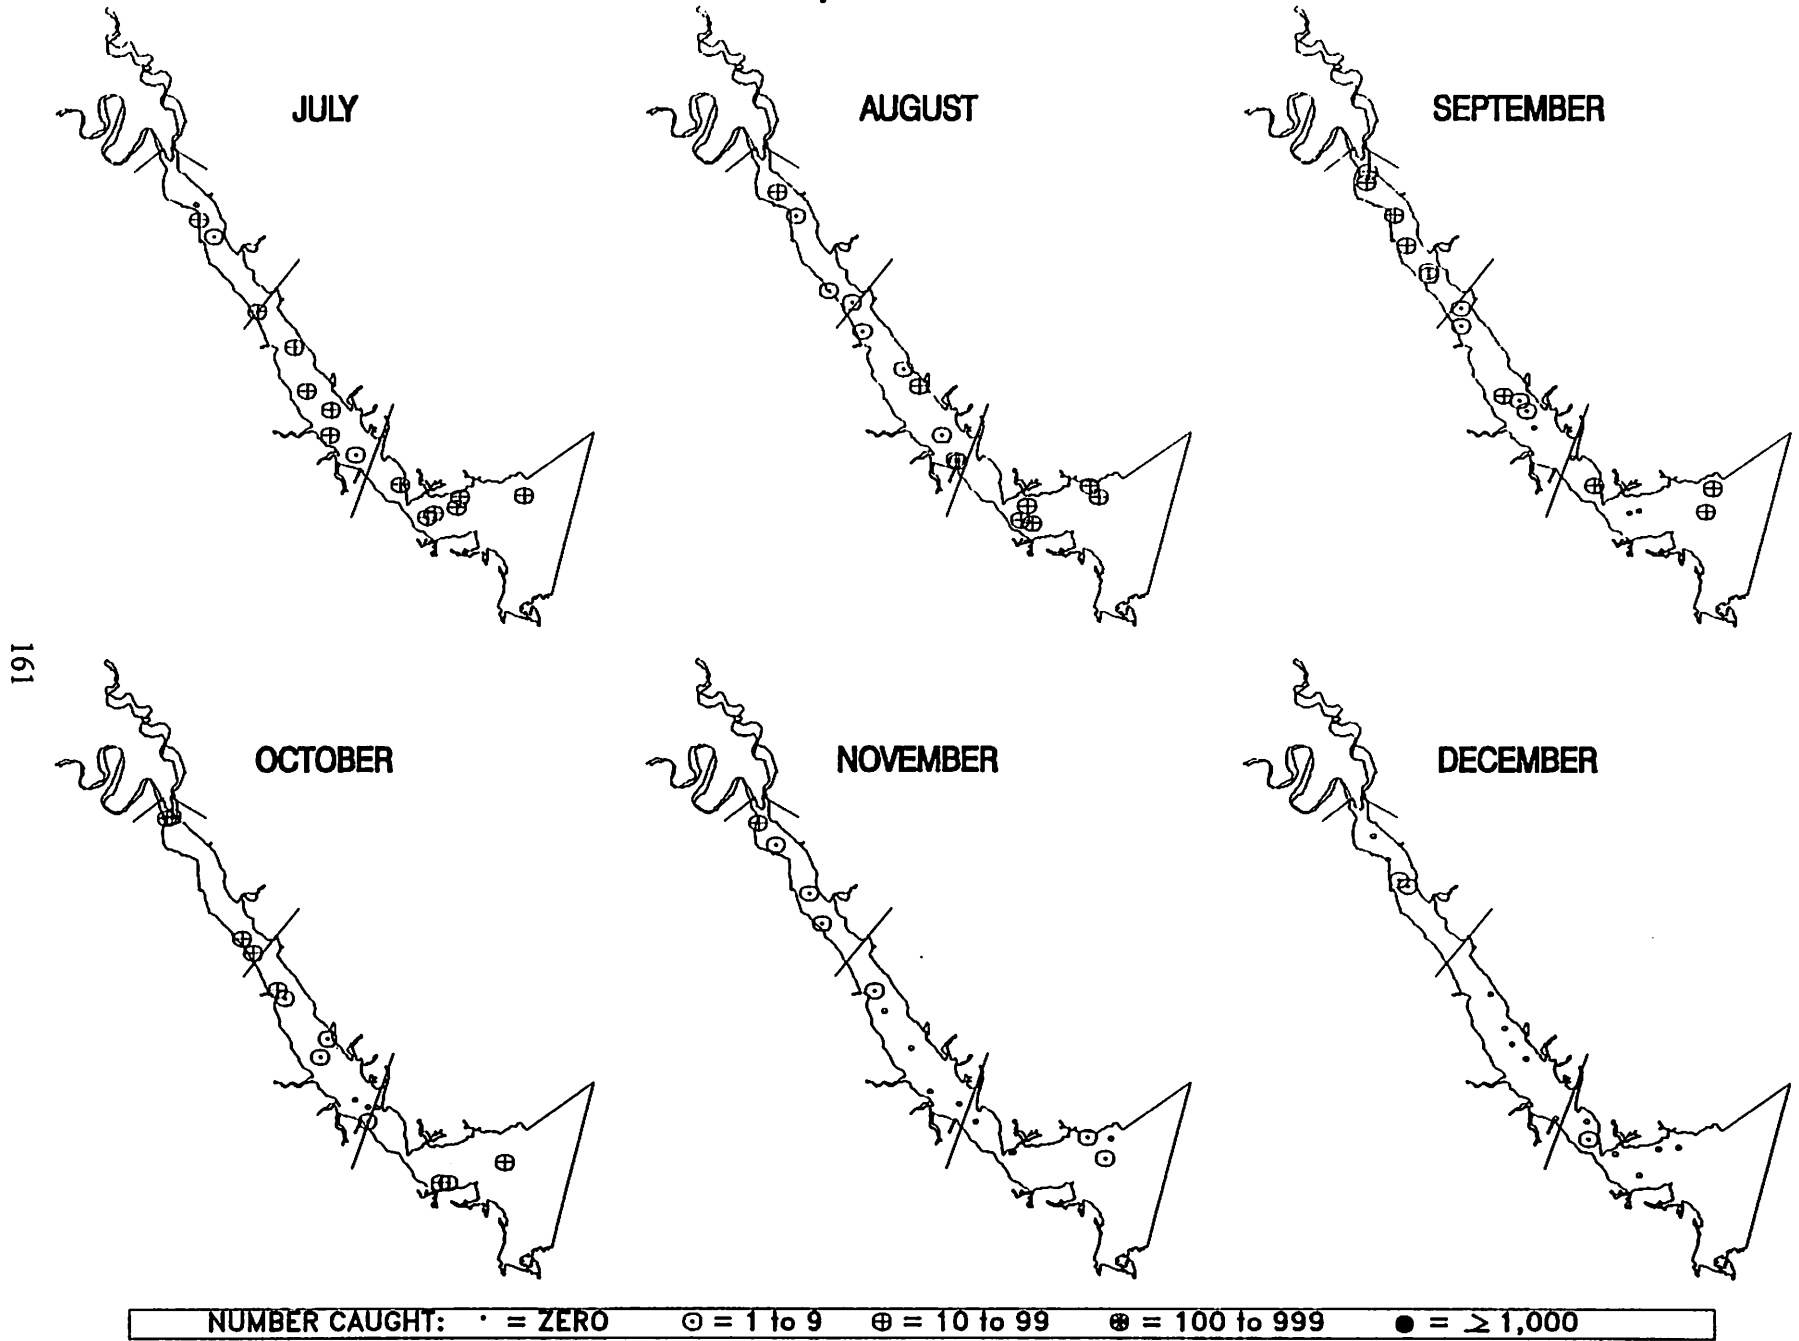 JULY
AUGUST
SEPTEMBER
161
OCTOBER
NOVEMBER
DECEMBER
NUMBER CAUGHT: · = ZERO ⊙ = 1 to 9 ⊕ = 10 to 99 ⊛ = 100 to 999 ● = ≥ 1,000